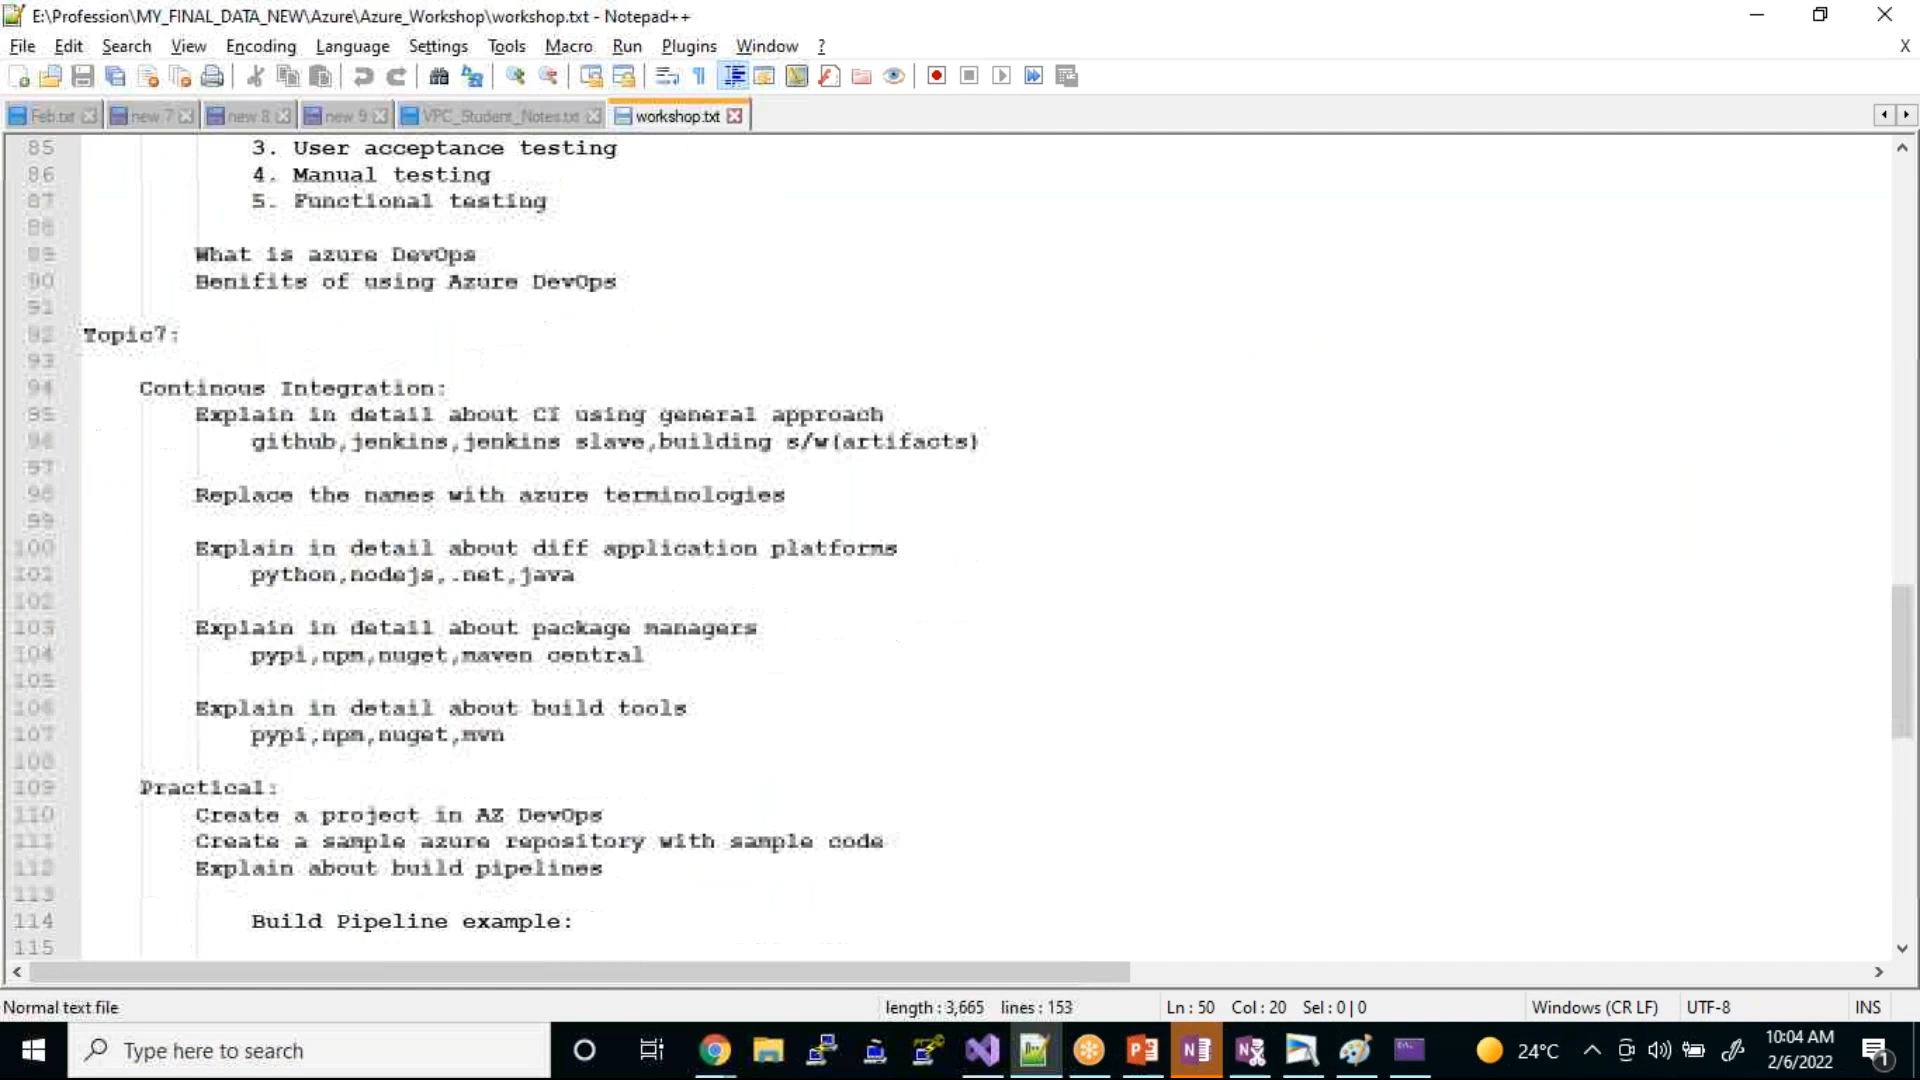 E:\Profession\MY_FINAL_DATA_NEW\Azure\Azure_Workshop\workshop.txt - Notepad++
File Edit Search View Encoding Language Settings Tools Macro Run Plugins Window ?
X
Feb.txt new 7 new 8 new 9 VPC_Student_Notes.txt workshop.txt
85 3. User acceptance testing
86 4. Manual testing
87 5. Functional testing
88
89 What is azure DevOps
90 Benifits of using Azure DevOps
91
92 Topic7:
93
94 Continous Integration:
95 Explain in detail about CI using general approach
96 github,jenkins,jenkins slave,building s/w(artifacts)
97
98 Replace the names with azure terminologies
99
100 Explain in detail about diff application platforms
101 python,nodejs,.net,java
102
103 Explain in detail about package managers
104 pypi,npm,nuget,maven central
105
106 Explain in detail about build tools
107 pypi,npm,nuget,mvn
108
109 Practical:
110 Create a project in AZ DevOps
111 Create a sample azure repository with sample code
112 Explain about build pipelines
113
114 Build Pipeline example:
115
Normal text file length : 3,665 lines : 153 Ln : 50 Col : 20 Sel : 0 | 0 Windows (CR LF) UTF-8 INS
Type here to search 24°C 10:04 AM
2/6/2022 1